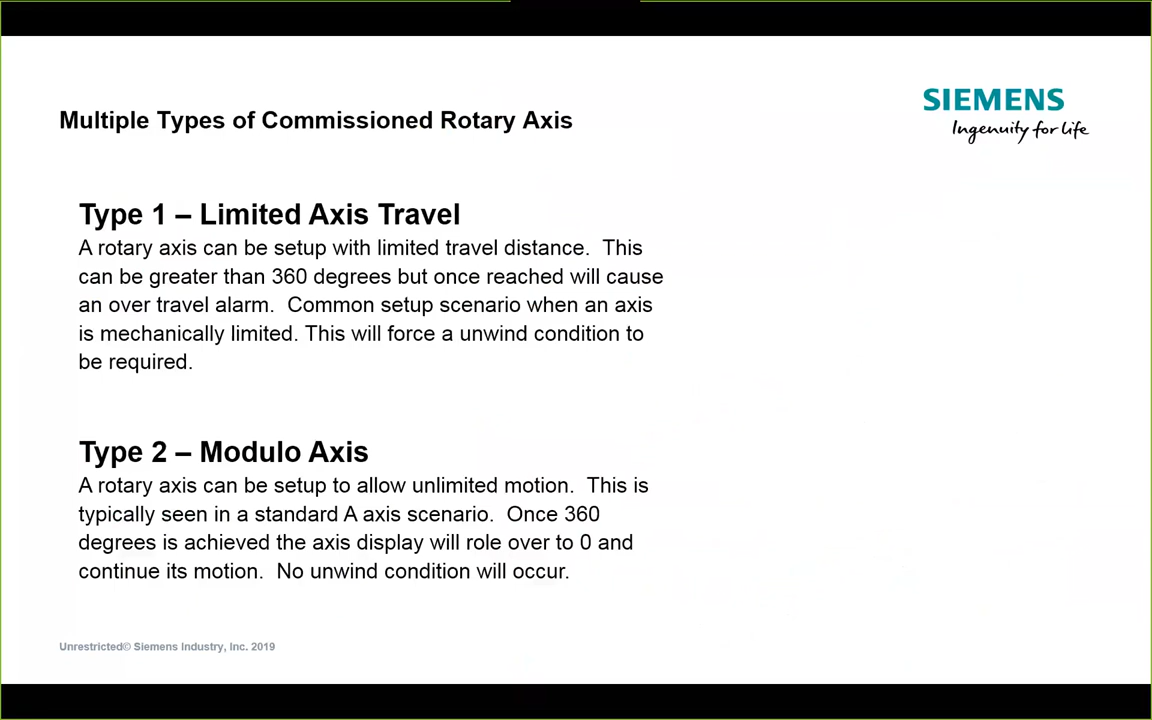 Multiple Types of Commissioned Rotary Axis
SIEMENS
Ingenuity for life
Type 1 – Limited Axis Travel
A rotary axis can be setup with limited travel distance.  This
can be greater than 360 degrees but once reached will cause
an over travel alarm.  Common setup scenario when an axis
is mechanically limited. This will force a unwind condition to
be required.
Type 2 – Modulo Axis
A rotary axis can be setup to allow unlimited motion.  This is
typically seen in a standard A axis scenario.  Once 360
degrees is achieved the axis display will role over to 0 and
continue its motion.  No unwind condition will occur.
Unrestricted© Siemens Industry, Inc. 2019